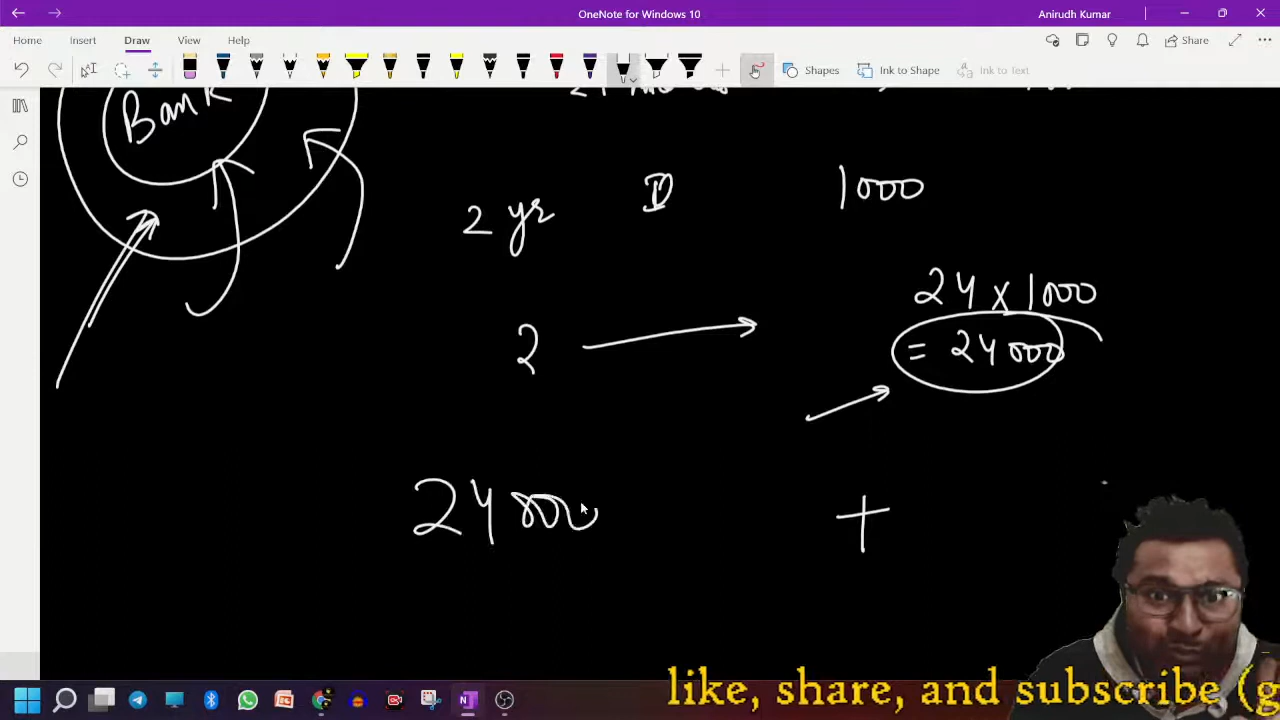 OneNote for Windows 10
Anirudh Kumar
Home Insert Draw View Help
Share
Shapes
Ink to Shape
Ink to Text
Bank
2 yr
1000
24 x 1000
2
= 24000
24000
+
like, share, and subscribe (g